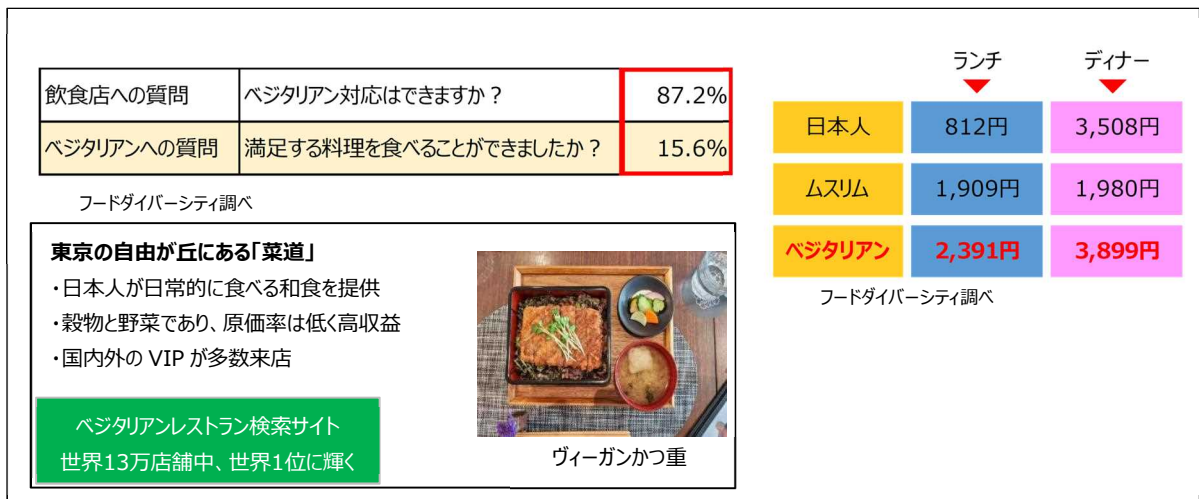 飲食店への質問 ベジタリアン対応はできますか？ 87.2%
ベジタリアンへの質問 満足する料理を食べることができましたか？ 15.6%
フードダイバーシティ調べ
東京の自由が丘にある「菜道」
・日本人が日常的に食べる和食を提供
・穀物と野菜であり、原価率は低く高収益
・国内外の VIP が多数来店
ベジタリアンレストラン検索サイト
世界13万店舗中、世界1位に輝く
ヴィーガンかつ重
ランチ ディナー
日本人 812円 3,508円
ムスリム 1,909円 1,980円
ベジタリアン 2,391円 3,899円
フードダイバーシティ調べ